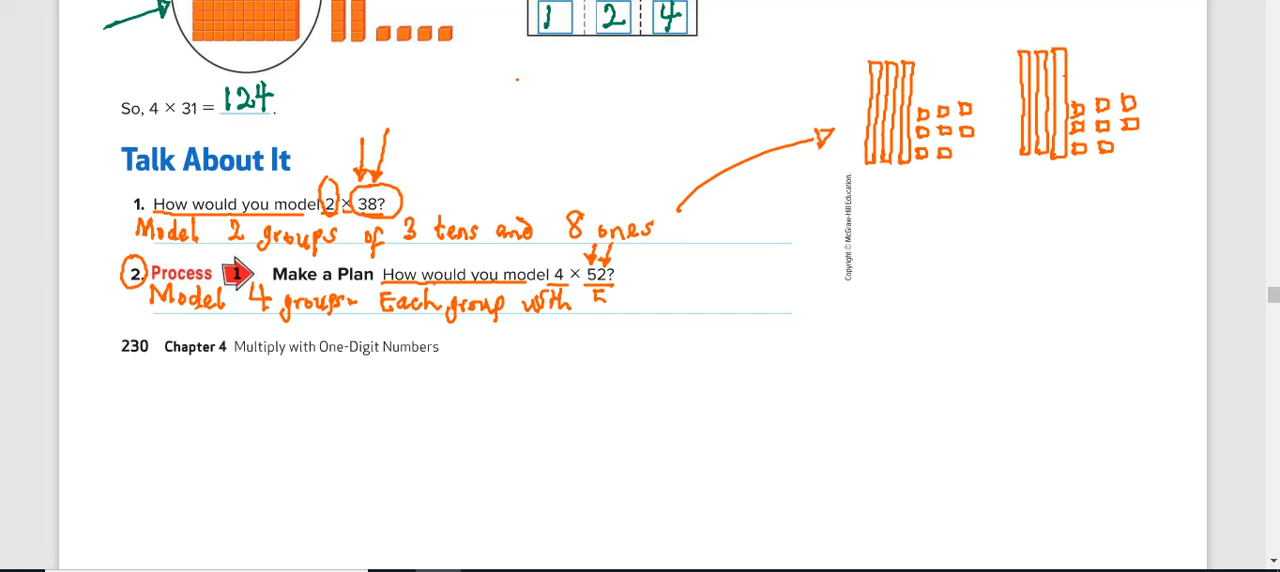 1 2 4
So, 4 × 31 = 124.
Talk About It
1. How would you model 2 × 38?
Model 2 groups of 3 tens and 8 ones
2. Process 1 Make a Plan How would you model 4 × 52?
Model 4 groups. Each group with 5
230 Chapter 4 Multiply with One-Digit Numbers
Copyright © McGraw-Hill Education.